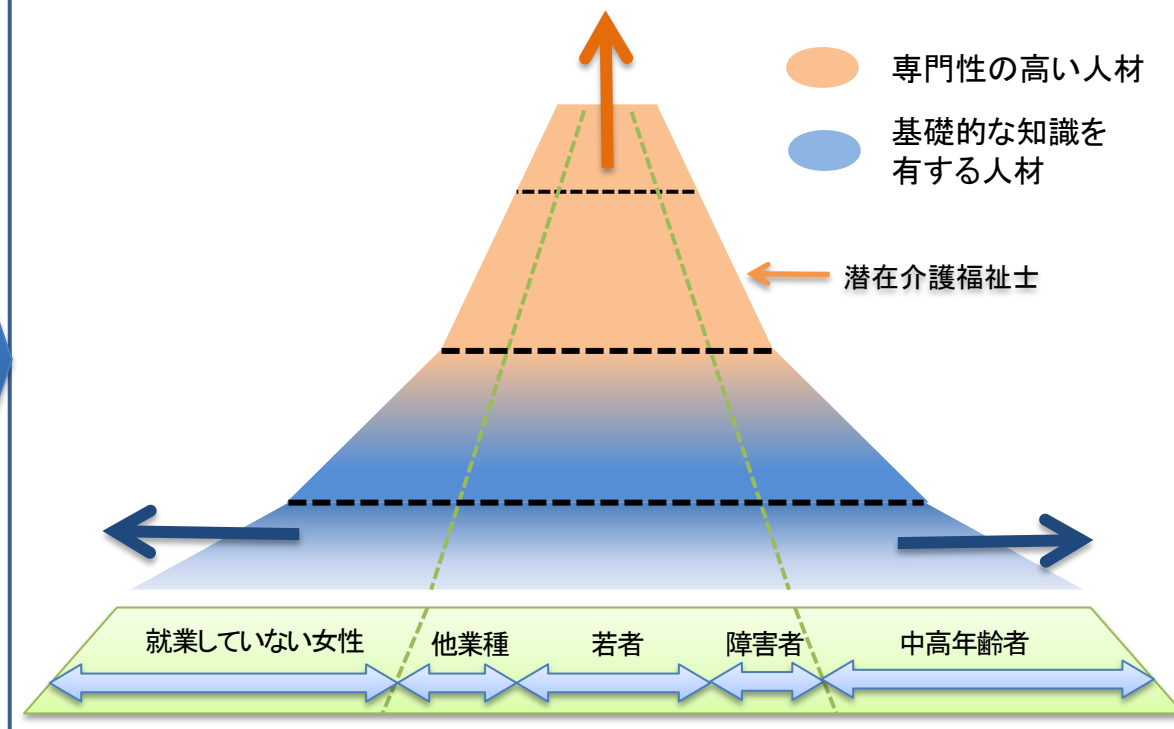 専門性の高い人材
基礎的な知識を
有する人材
潜在介護福祉士
就業していない女性
他業種
若者
障害者
中高年齢者